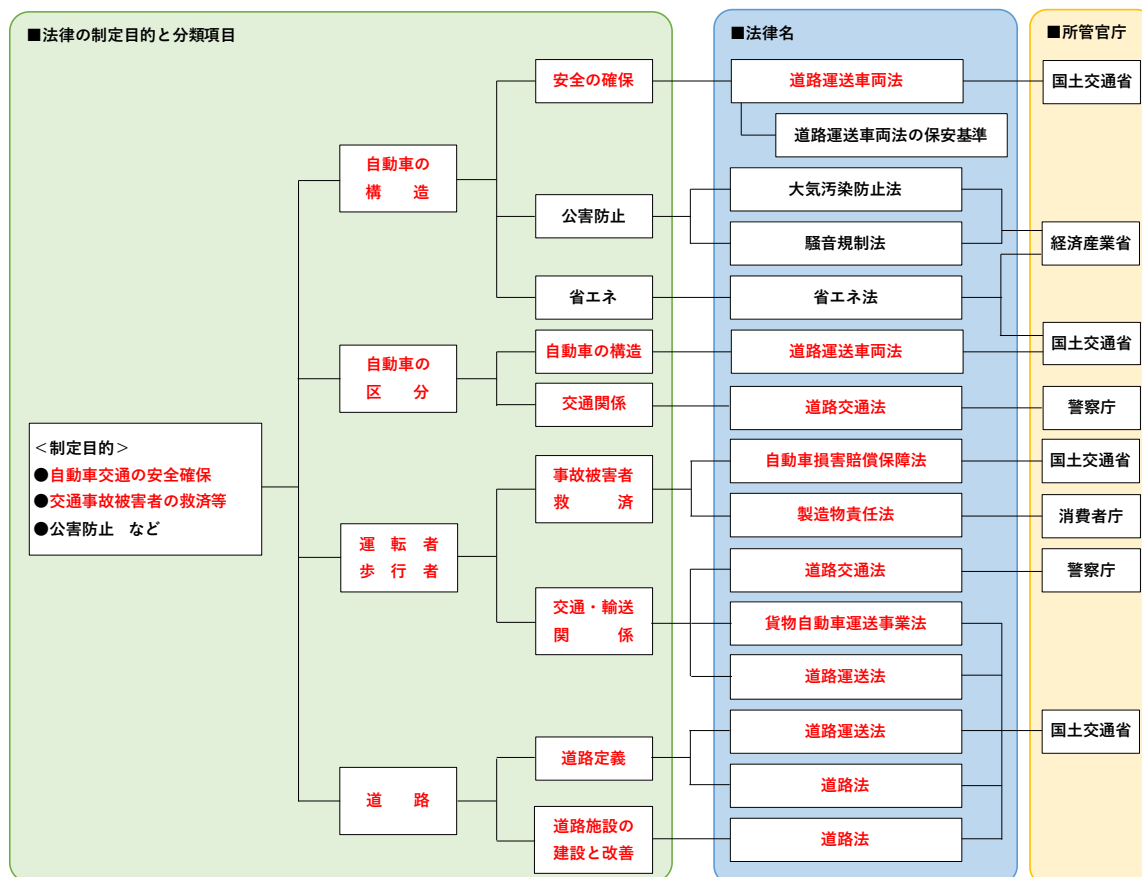 ■法律の制定目的と分類項目
■法律名
■所管官庁
安全の確保
道路運送車両法
国土交通省
道路運送車両法の保安基準
自動車の
構　　造
大気汚染防止法
公害防止
騒音規制法
経済産業省
省エネ
省エネ法
自動車の構造
道路運送車両法
国土交通省
自動車の
区　　分
交通関係
道路交通法
警察庁
＜制定目的＞
●自動車交通の安全確保
●交通事故被害者の救済等
●公害防止　など
事故被害者
救　　　済
自動車損害賠償保障法
国土交通省
製造物責任法
消費者庁
運　転　者
歩　行　者
道路交通法
警察庁
交通・輸送
関　　　係
貨物自動車運送事業法
道路運送法
道路定義
道路運送法
国土交通省
道路法
道　　路
道路施設の
建設と改善
道路法